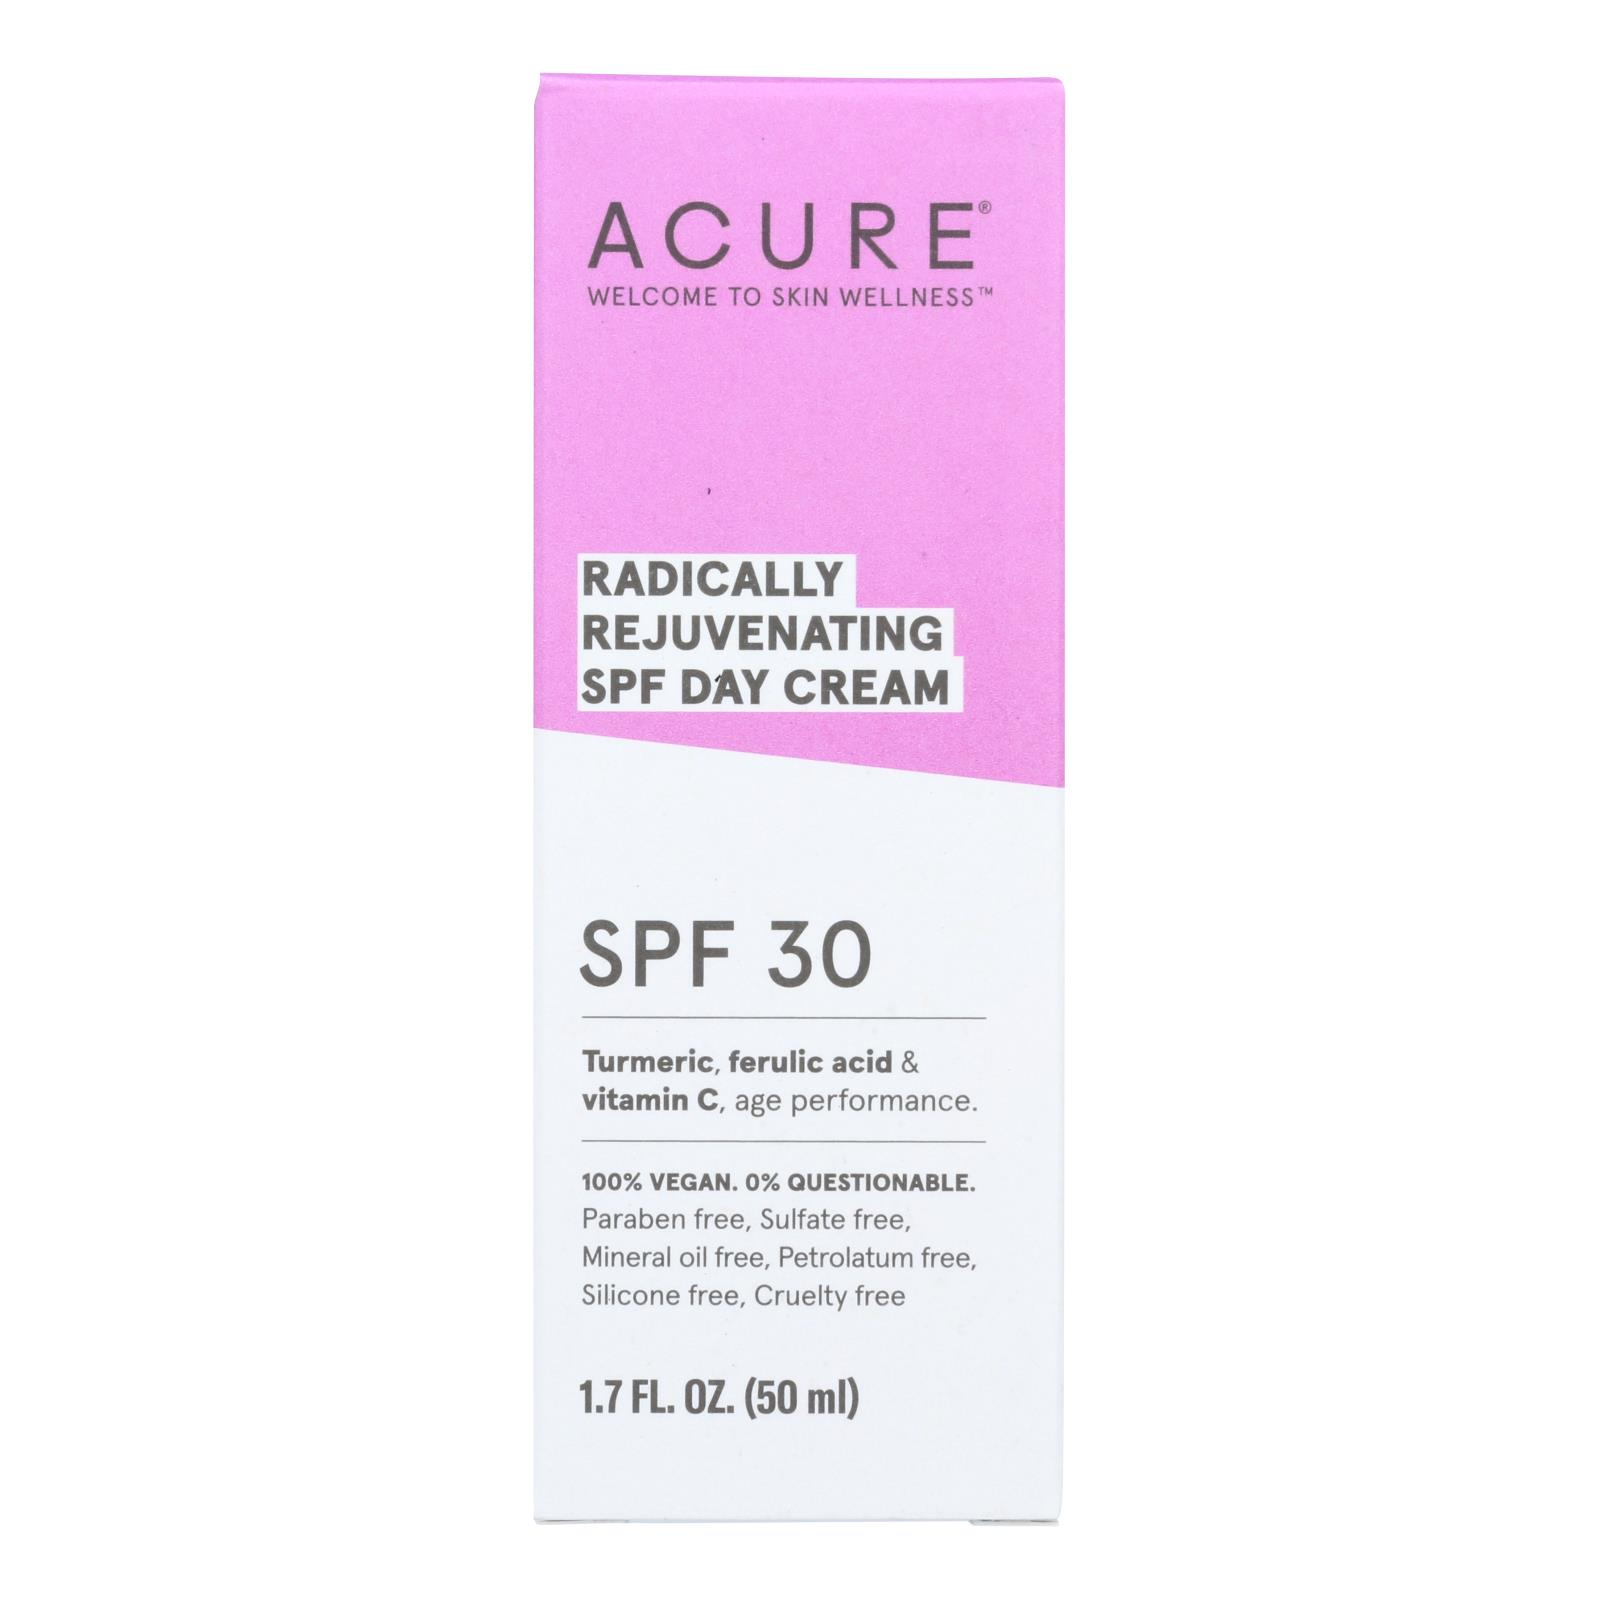 ACURE®
WELCOME TO SKIN WELLNESS™
RADICALLY
REJUVENATING
SPF DAY CREAM
SPF 30
Turmeric, ferulic acid &
vitamin C, age performance.
100% VEGAN. 0% QUESTIONABLE.
Paraben free, Sulfate free,
Mineral oil free, Petrolatum free,
Silicone free, Cruelty free
1.7 FL. OZ. (50 ml)